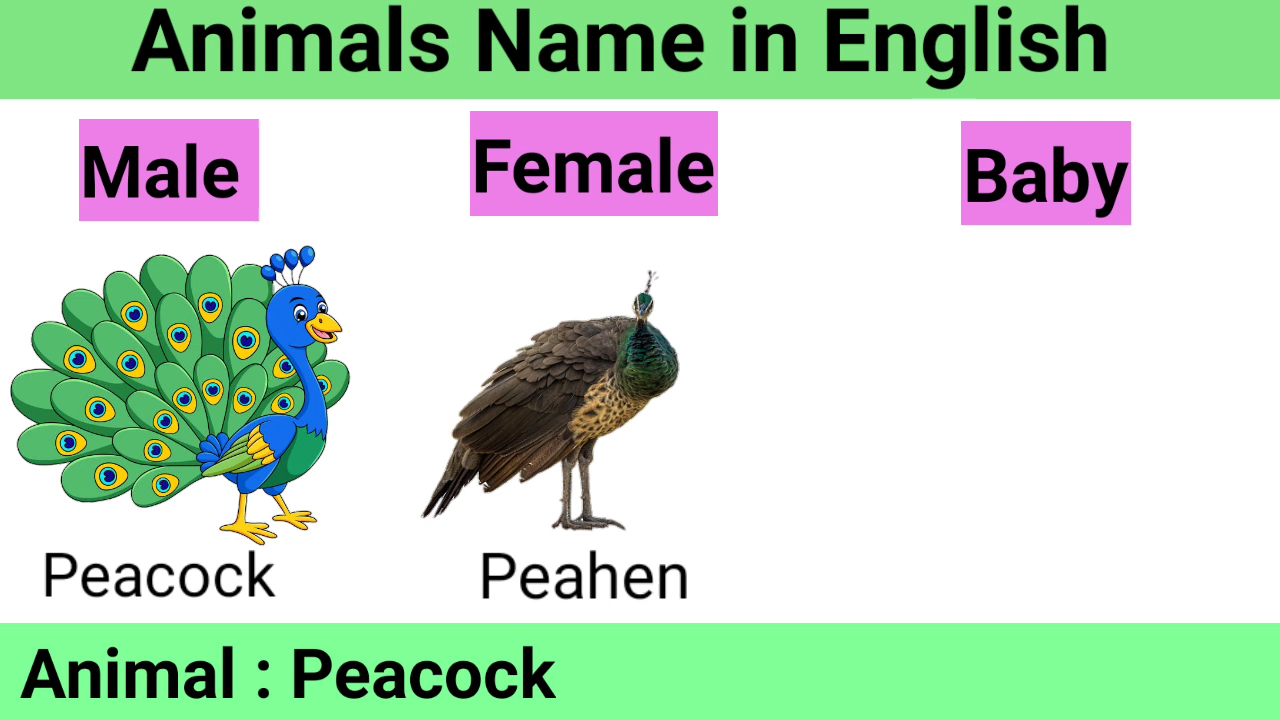 Animals Name in English
Male
Female
Baby
Peacock
Peahen
Animal : Peacock